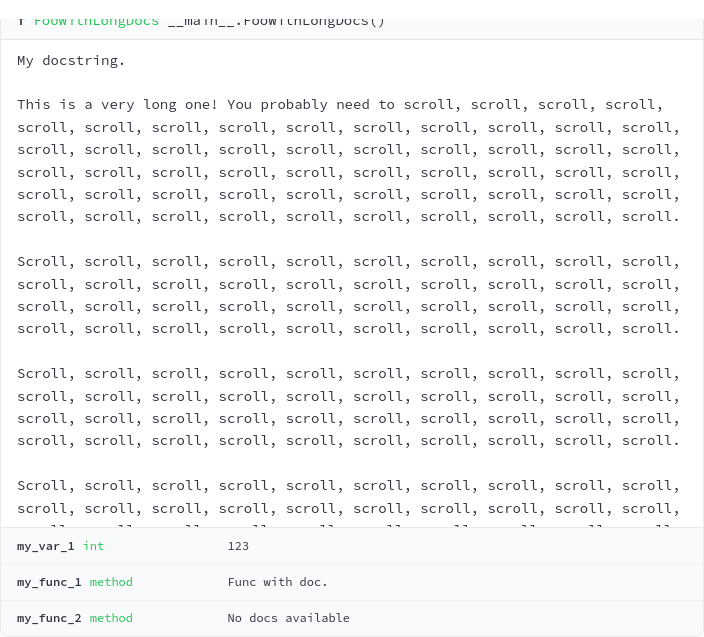 f FooWithLongDocs __main__.FooWithLongDocs()
My docstring.
This is a very long one! You probably need to scroll, scroll, scroll, scroll,
scroll, scroll, scroll, scroll, scroll, scroll, scroll, scroll, scroll, scroll,
scroll, scroll, scroll, scroll, scroll, scroll, scroll, scroll, scroll, scroll,
scroll, scroll, scroll, scroll, scroll, scroll, scroll, scroll, scroll, scroll,
scroll, scroll, scroll, scroll, scroll, scroll, scroll, scroll, scroll, scroll,
scroll, scroll, scroll, scroll, scroll, scroll, scroll, scroll, scroll, scroll.
Scroll, scroll, scroll, scroll, scroll, scroll, scroll, scroll, scroll, scroll,
scroll, scroll, scroll, scroll, scroll, scroll, scroll, scroll, scroll, scroll,
scroll, scroll, scroll, scroll, scroll, scroll, scroll, scroll, scroll, scroll,
scroll, scroll, scroll, scroll, scroll, scroll, scroll, scroll, scroll, scroll.
Scroll, scroll, scroll, scroll, scroll, scroll, scroll, scroll, scroll, scroll,
scroll, scroll, scroll, scroll, scroll, scroll, scroll, scroll, scroll, scroll,
scroll, scroll, scroll, scroll, scroll, scroll, scroll, scroll, scroll, scroll,
scroll, scroll, scroll, scroll, scroll, scroll, scroll, scroll, scroll, scroll.
Scroll, scroll, scroll, scroll, scroll, scroll, scroll, scroll, scroll, scroll,
scroll, scroll, scroll, scroll, scroll, scroll, scroll, scroll, scroll, scroll,
my_var_1 int 123
my_func_1 method Func with doc.
my_func_2 method No docs available